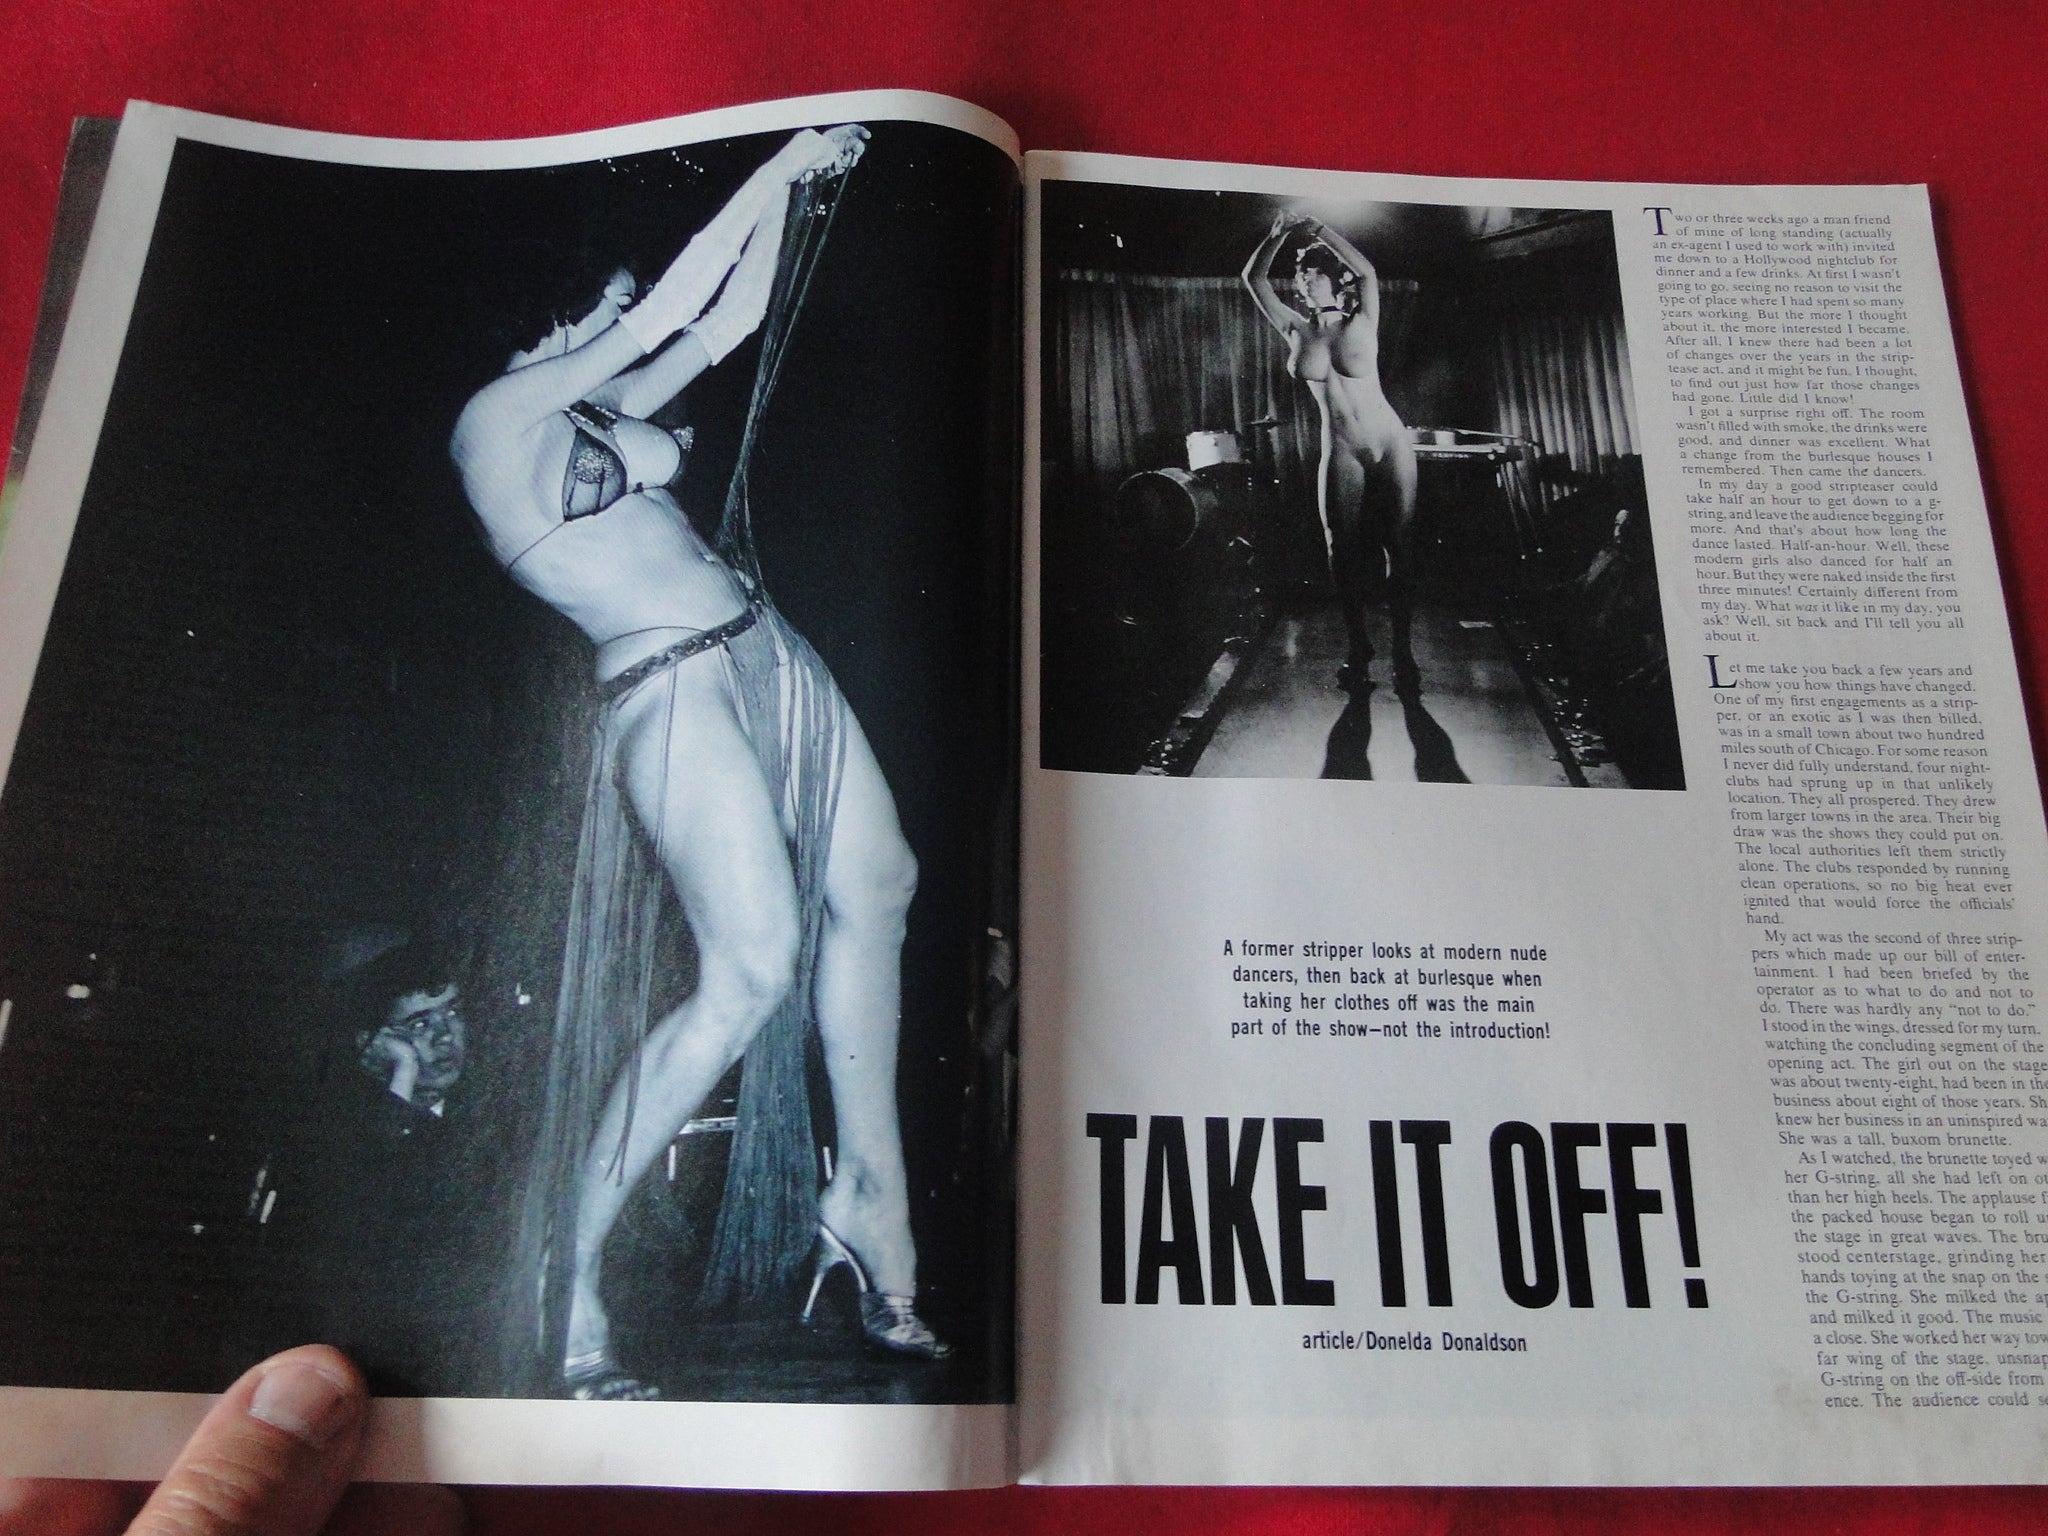 Two or three weeks ago a man friend
of mine of long standing (actually
an ex-agent I used to work with) invited
me down to a Hollywood nightclub for
dinner and a few drinks. At first I wasn't
going to go, seeing no reason to visit the
type of place where I had spent so many
years working. But the more I thought
about it, the more interested I became.
After all, I knew there had been a lot
of changes over the years in the strip-
tease act, and it might be fun, I thought,
to find out just how far those changes
had gone. Little did I know!
I got a surprise right off. The room
wasn't filled with smoke, the drinks were
good, and dinner was excellent. What
a change from the burlesque houses I
remembered. Then came the dancers.
In my day a good stripteaser could
take half an hour to get down to a g-
string, and leave the audience begging for
more. And that's about how long the
dance lasted. Half-an-hour. Well, these
modern girls also danced for half an
hour. But they were naked inside the first
three minutes! Certainly different from
my day. What was it like in my day, you
ask? Well, sit back and I'll tell you all
about it.
Let me take you back a few years and
show you how things have changed.
One of my first engagements as a strip-
per, or an exotic as I was then billed,
was in a small town about two hundred
miles south of Chicago. For some reason
I never did fully understand, four night-
clubs had sprung up in that unlikely
location. They all prospered. They drew
from larger towns in the area. Their big
draw was the shows they could put on.
The local authorities left them strictly
alone. The clubs responded by running
clean operations, so no big heat ever
ignited that would force the officials'
hand.
My act was the second of three strip-
pers which made up our bill of enter-
tainment. I had been briefed by the
operator as to what to do and not to
do. There was hardly any "not to do."
I stood in the wings, dressed for my turn,
watching the concluding segment of the
opening act. The girl out on the stage
was about twenty-eight, had been in the
business about eight of those years. Sh
knew her business in an uninspired wa
She was a tall, buxom brunette.
As I watched, the brunette toyed w
her G-string, all she had left on o
than her high heels. The applause f
the packed house began to roll u
the stage in great waves. The bru
stood centerstage, grinding her
hands toying at the snap on the s
the G-string. She milked the ap
and milked it good. The music
a close. She worked her way tow
far wing of the stage, unsnap
G-string on the off-side from
ence. The audience could s
A former stripper looks at modern nude
dancers, then back at burlesque when
taking her clothes off was the main
part of the show—not the introduction!
TAKE IT OFF!
article/Donelda Donaldson